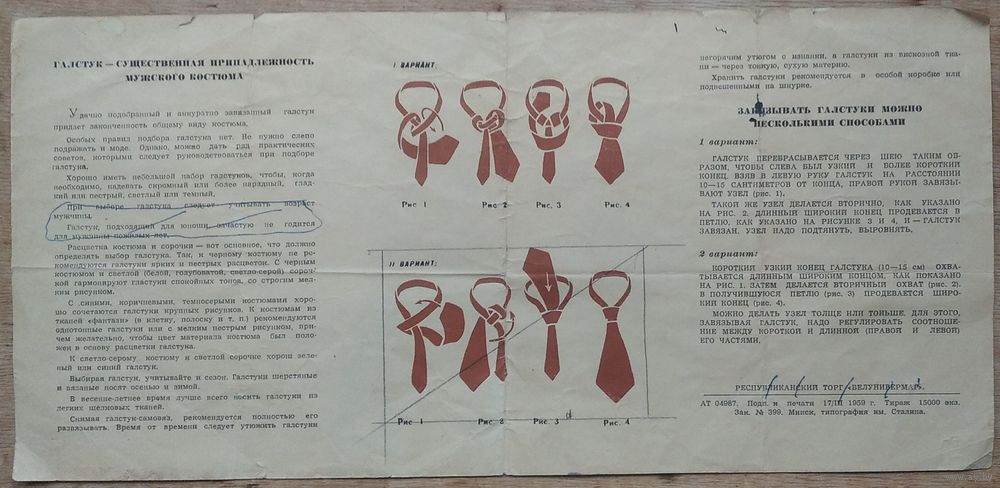 ГАЛСТУК — СУЩЕСТВЕННАЯ ПРИНАДЛЕЖНОСТЬ
МУЖСКОГО КОСТЮМА
Удачно подобранный и аккуратно завязанный галстук
придает законченность общему виду костюма.
Особых правил подбора галстука нет. Не нужно слепо
подражать и моде. Однако, можно дать ряд практических
советов, которыми следует руководствоваться при подборе
галстука.
Хорошо иметь небольшой набор галстуков, чтобы, когда
необходимо, надевать скромный или более нарядный, глад-
кий или пестрый, светлый или темный.
При выборе галстука следует учитывать возраст
мужчины.
Галстук, подходящий для юноши, зачастую не годится
для мужчины пожилых лет.
Расцветка костюма и сорочки — вот основное, что должно
определять выбор галстука. Так, к черному костюму не ре-
комендуются галстуки ярких и пестрых расцветок. С черным
костюмом и светлой (белой, голубоватой, светло-серой) сороч-
кой гармонируют гластуки спокойных тонов, со строгим мел-
ким рисунком.
С синими, коричневыми, темносерыми костюмами хоро-
шо сочетаются галстуки крупных рисунков. К костюмам из
тканей «фантази» (в клетку, полоску и т. п.) рекомендуются
однотонные галстуки или с мелким пестрым рисунком, при-
чем желательно, чтобы цвет материала костюма был поло-
жен в основу расцветки галстука.
К светло-серому костюму и светлой сорочке хорош зеле-
ный или синий галстук.
Выбирая галстук, учитывайте и сезон. Галстуки шерстяные
и вязаные носят осенью и зимой.
В весенне-летнее время лучше всего носить галстуки из
легких шелковых тканей.
Снимая галстук-самовяз, рекомендуется полностью его
развязывать. Время от времени следует утюжить галстуки
I ВАРИАНТ:
Рис 1 Рис. 2 Рис. 3 Рис. 4
II ВАРИАНТ:
Рис 1 Рис. 2 Рис. 3 Рис. 4
негорячим утюгом с изнанки, а галстуки из вискозной тка-
ни — через тонкую, сухую материю.
Хранить галстуки рекомендуется в особой коробке или
подвешенными на шнурке.
ЗАВЯЗЫВАТЬ ГАЛСТУКИ МОЖНО
НЕСКОЛЬКИМИ СПОСОБАМИ
1 вариант:
ГАЛСТУК ПЕРЕБРАСЫВАЕТСЯ ЧЕРЕЗ ШЕЮ ТАКИМ ОБ-
РАЗОМ, ЧТОБЫ СЛЕВА БЫЛ УЗКИЙ И БОЛЕЕ КОРОТКИЙ
КОНЕЦ. ВЗЯВ В ЛЕВУЮ РУКУ ГАЛСТУК НА РАССТОЯНИИ
10—15 САНТИМЕТРОВ ОТ КОНЦА, ПРАВОЙ РУКОЙ ЗАВЯЗЫ-
ВАЮТ УЗЕЛ (рис. 1).
ТАКОЙ ЖЕ УЗЕЛ ДЕЛАЕТСЯ ВТОРИЧНО, КАК УКАЗАНО
НА РИС. 2. ДЛИННЫЙ ШИРОКИЙ КОНЕЦ ПРОДЕВАЕТСЯ В
ПЕТЛЮ, КАК УКАЗАНО НА РИСУНКЕ 3 И 4, И — ГАЛСТУК
ЗАВЯЗАН. УЗЕЛ НАДО ПОДТЯНУТЬ, ВЫРОВНЯТЬ.
2 вариант:
КОРОТКИЙ УЗКИЙ КОНЕЦ ГАЛСТУКА (10—15 см) ОХВА-
ТЫВАЕТСЯ ДЛИННЫМ ШИРОКИМ КОНЦОМ, КАК ПОКАЗАНО
НА РИС. 1. ЗАТЕМ ДЕЛАЕТСЯ ВТОРИЧНЫЙ ОХВАТ (рис. 2).
В ПОЛУЧИВШУЮСЯ ПЕТЛЮ (рис. 3) ПРОДЕВАЕТСЯ ШИРО-
КИЙ КОНЕЦ (рис. 4).
МОЖНО ДЕЛАТЬ УЗЕЛ ТОЛЩЕ ИЛИ ТОНЬШЕ. ДЛЯ ЭТОГО,
ЗАВЯЗЫВАЯ ГАЛСТУК, НАДО РЕГУЛИРОВАТЬ СООТНОШЕ-
НИЕ МЕЖДУ КОРОТКОЙ И ДЛИННОЙ (ПРАВОЙ И ЛЕВОЙ)
ЕГО ЧАСТЯМИ.
РЕСПУБЛИКАНСКИЙ ТОРГ «БЕЛУНИВЕРМАГ».
АТ 04987. Подп. к печати 17/III 1959 г. Тираж 15000 экз.
Зак. № 399. Минск, типография им. Сталина.